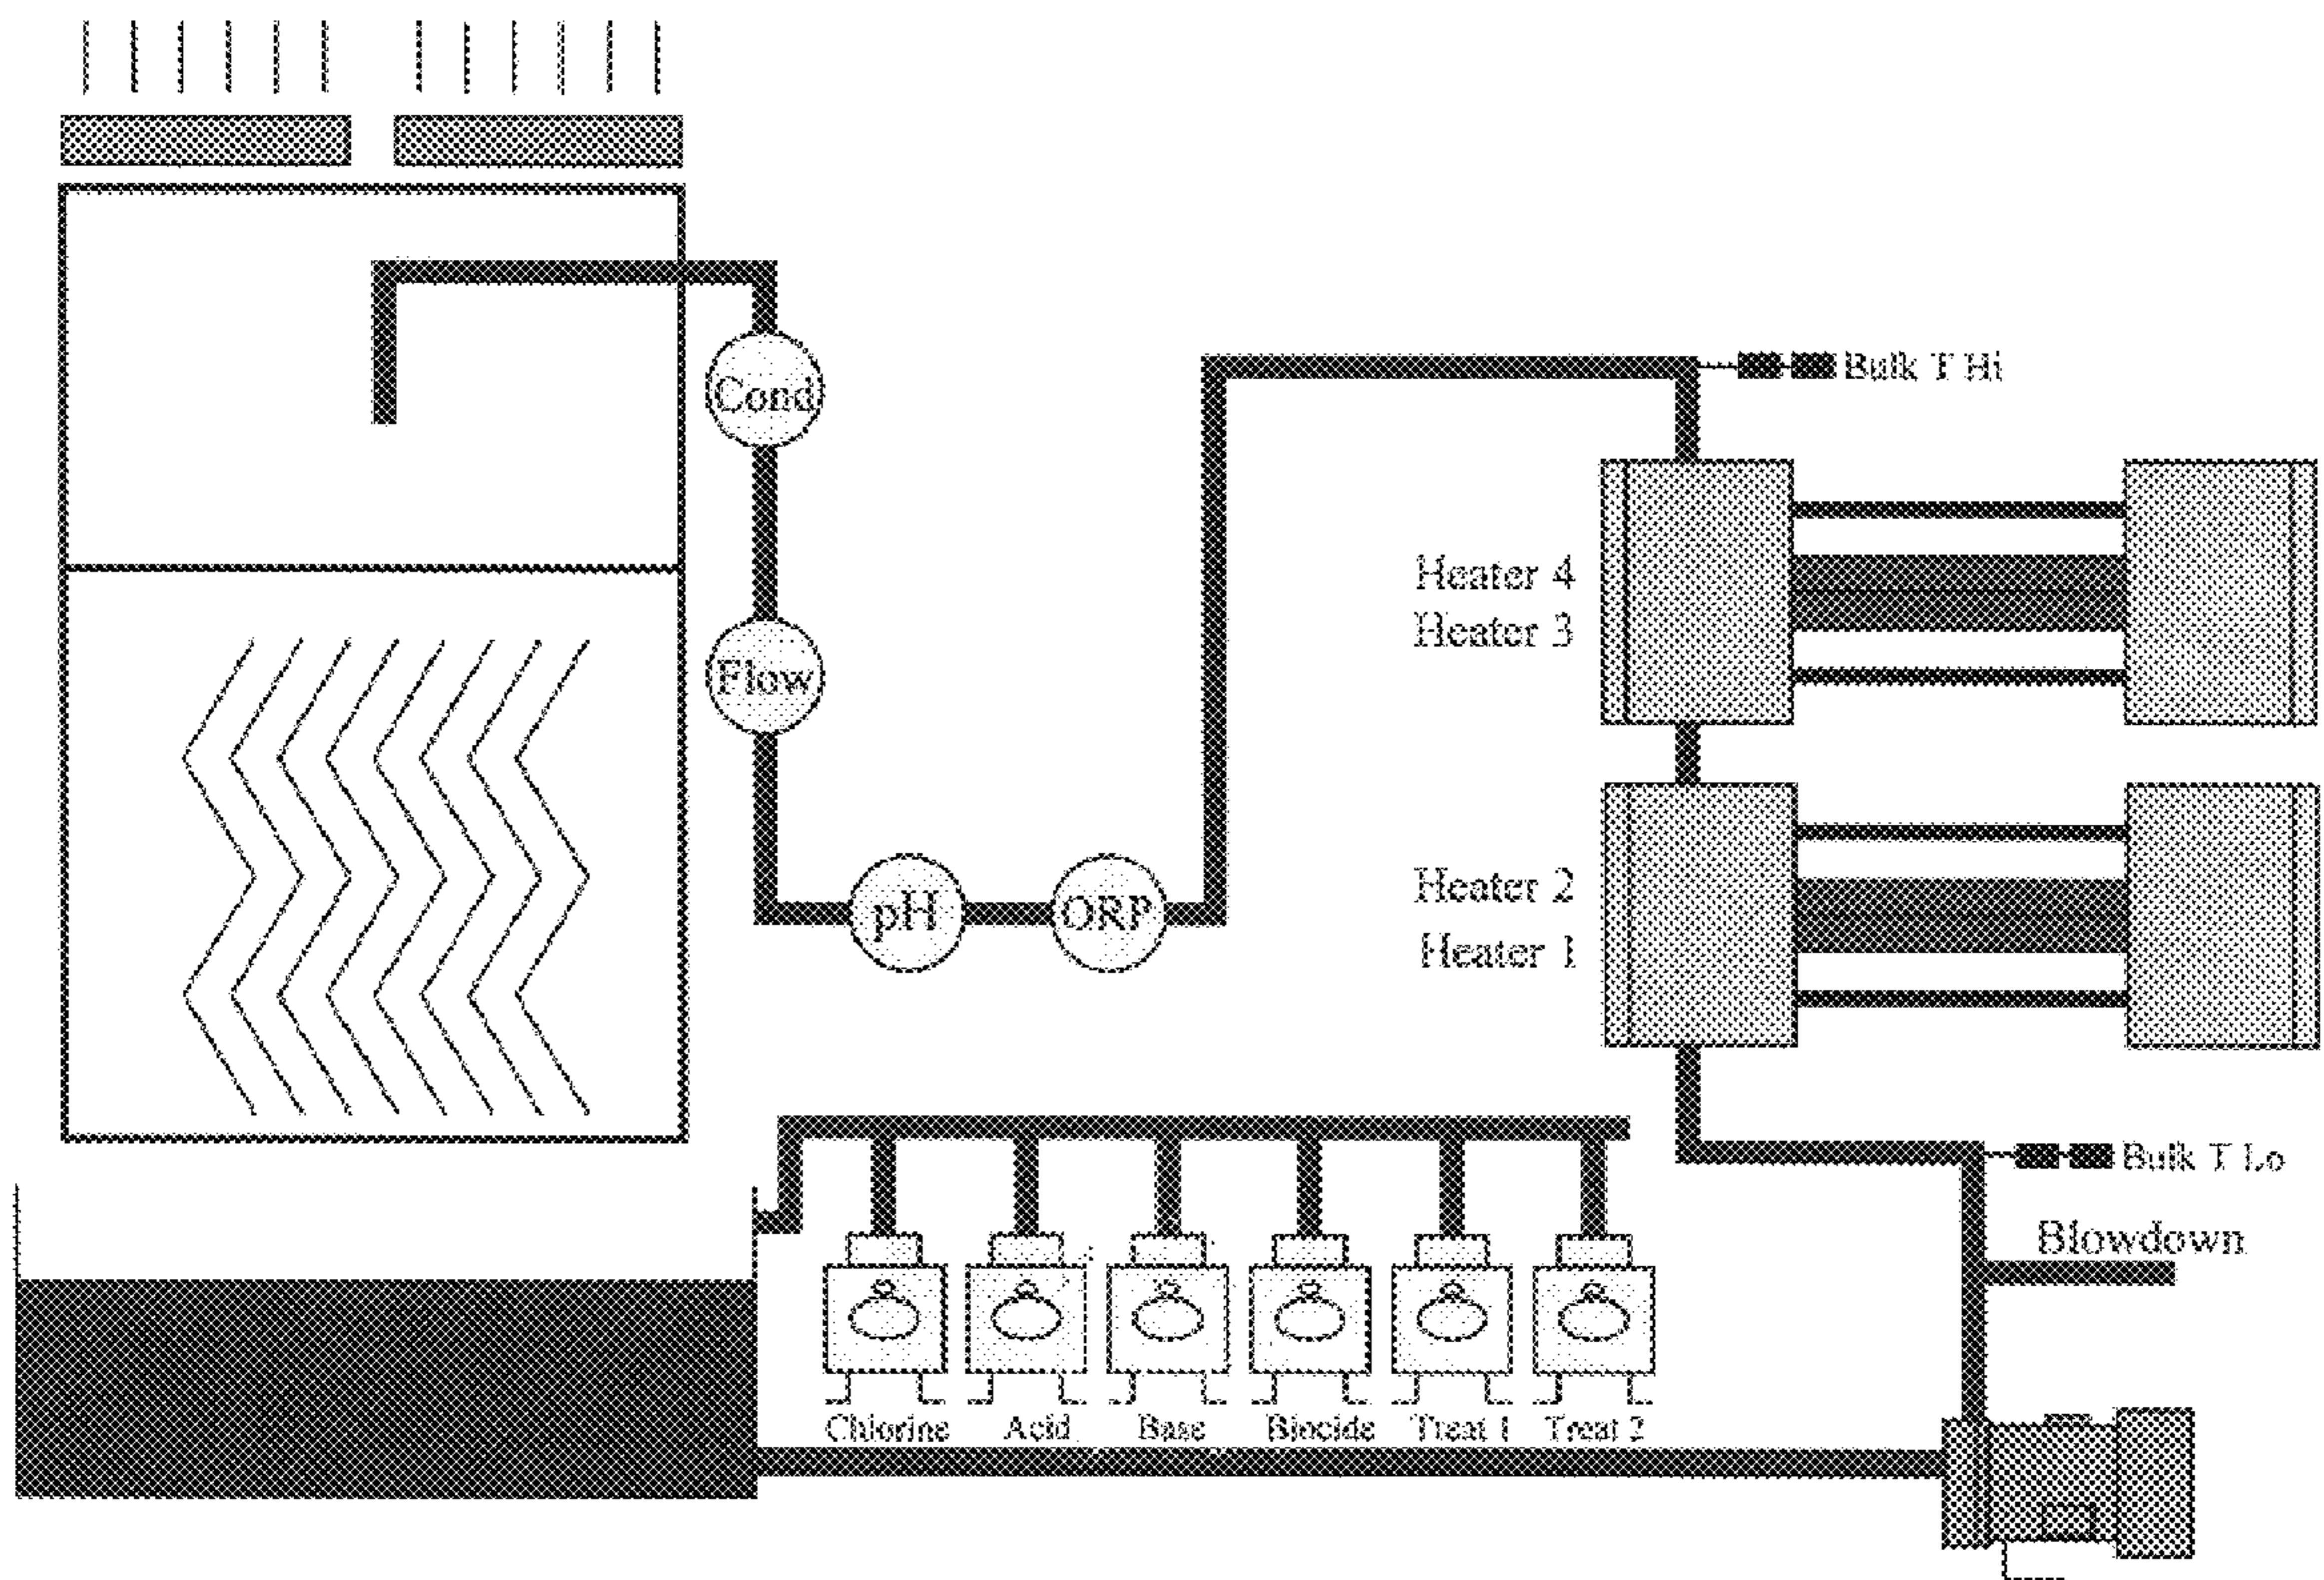 Cond
Bulk T Hi
Heater 4
Heater 3
Flow
Heater 2
pH
ORP
Heater 1
Bulk T Lo
Blowdown
Chlorine Acid Base Biocide Treat 1 Treat 2